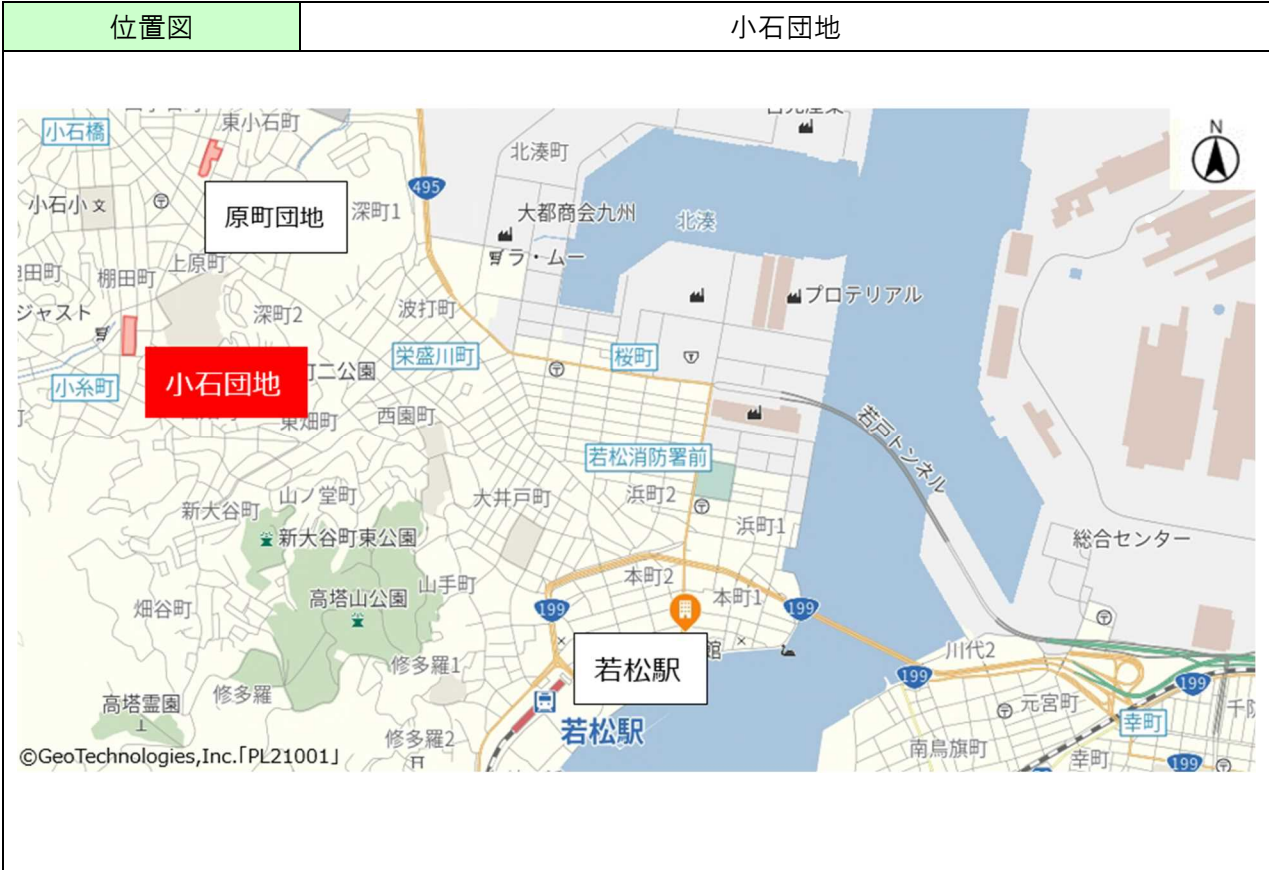 位置図
小石団地
東小石町
小石橋
北湊町
495
小石小
原町団地
深町1
大都商会九州
北湊
ラ・ムー
上原町
棚田町
ジャスト
深町2
波打町
プロテリアル
小石団地
栄盛川町
桜町
小糸町
二公園
東畑町
西園町
若戸トンネル
若松消防署前
山ノ堂町
大井戸町
浜町2
新大谷町
浜町1
新大谷町東公園
総合センター
本町2
山手町
高塔山公園
本町1
畑谷町
199
199
若松駅
館
川代2
修多羅1
199
199
高塔霊園
修多羅
元宮町
幸町
若松駅
修多羅2
南鳥旗町
幸町
199
©GeoTechnologies,Inc.「PL21001」
N